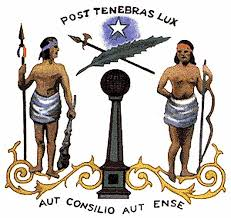 POST TENEBRAS LUX
AUT CONSILIO AUT ENSE